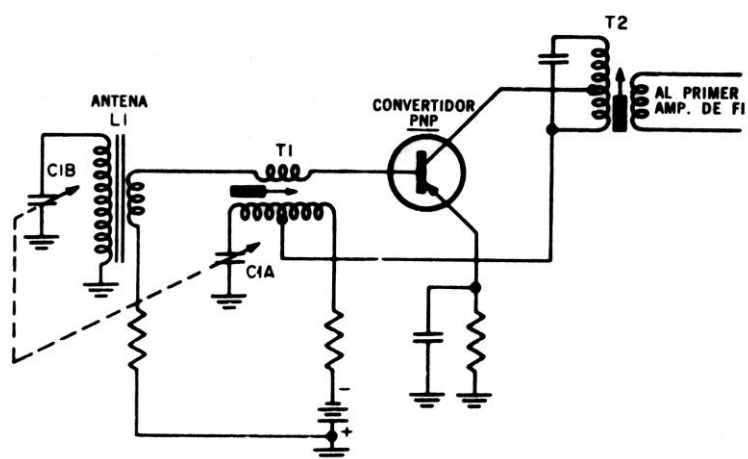 T2
ANTENA
L1
CONVERTIDOR
PNP
AL PRIMER
AMP. DE FI
T1
C1B
C1A
-
+